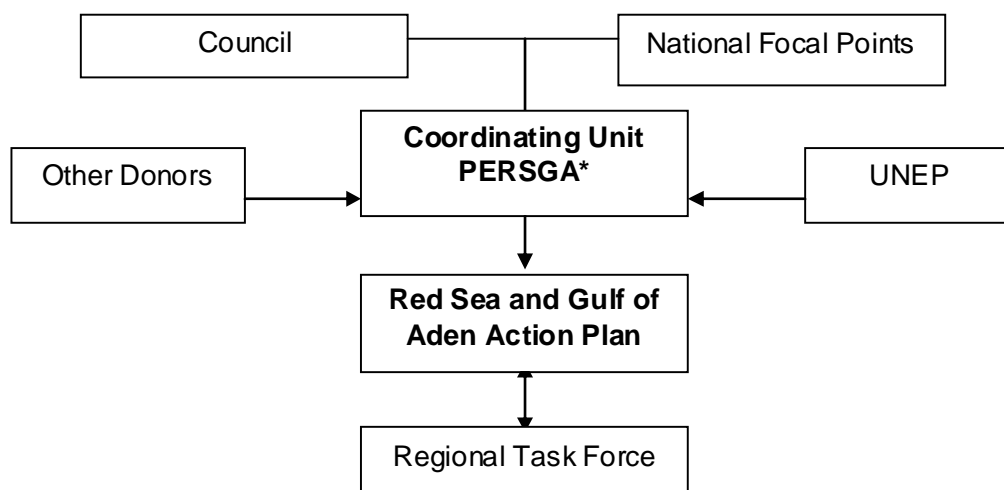 Council
National Focal Points
Coordinating Unit
PERSGA*
Other Donors
UNEP
Red Sea and Gulf of
Aden Action Plan
Regional Task Force